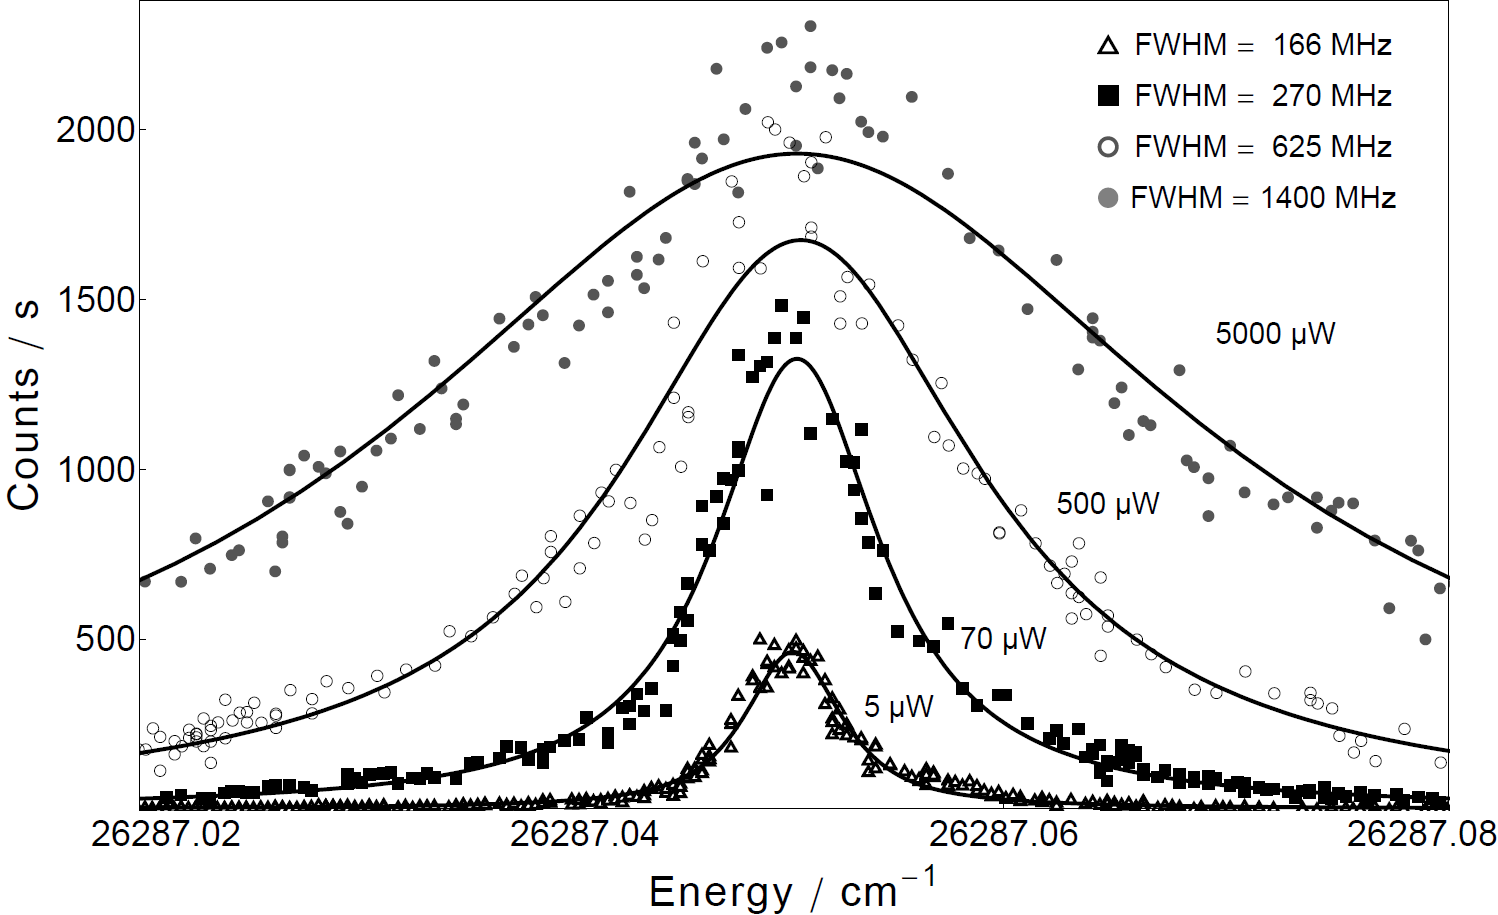 FWHM = 166 MHz
FWHM = 270 MHz
FWHM = 625 MHz
FWHM = 1400 MHz
2000
1500
1000
500
Counts / s
5000 µW
500 µW
70 µW
5 µW
26287.02 26287.04 26287.06 26287.08
Energy / cm⁻¹